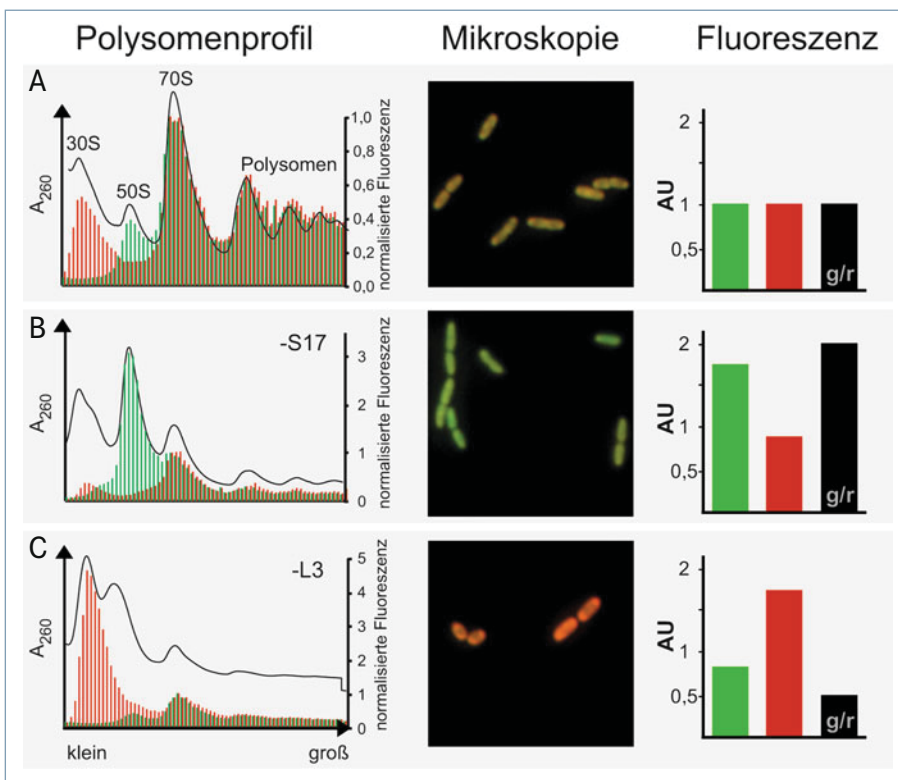 Polysomenprofil Mikroskopie Fluoreszenz
A
30S
50S
70S
Polysomen
A260
1,0
0,8
0,6
0,4
0,2
0,0
normalisierte Fluoreszenz
AU
2
1
0,5
g/r
B
-S17
A260
3
2
1
0
normalisierte Fluoreszenz
AU
2
1
0,5
g/r
C
-L3
A260
5
4
3
2
1
0
normalisierte Fluoreszenz
klein groß
AU
2
1
0,5
g/r